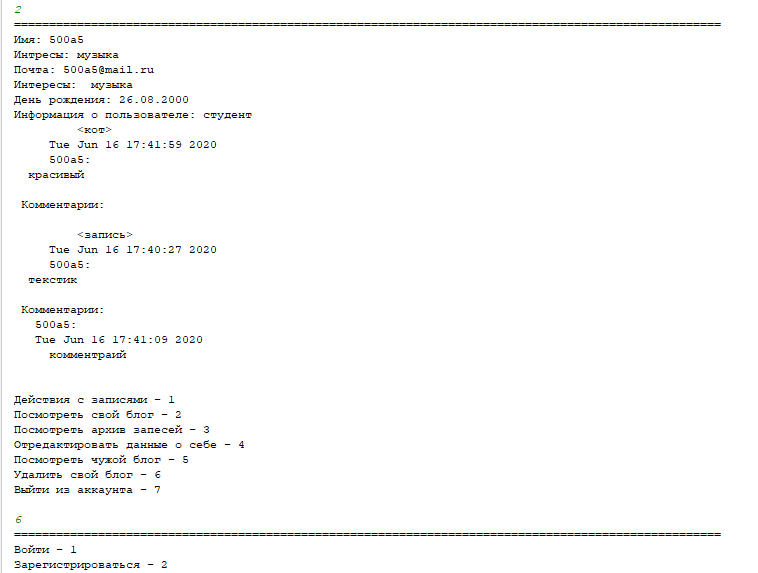 2
=====================================================================================================
Имя: 500a5
Интресы: музыка
Почта: 500a5@mail.ru
Интересы:  музыка
День рождения: 26.08.2000
Информация о пользователе: студент
<кот>
Tue Jun 16 17:41:59 2020
500a5:
красивый
Комментарии:
<запись>
Tue Jun 16 17:40:27 2020
500a5:
текстик
Комментарии:
500a5:
Tue Jun 16 17:41:09 2020
комментраий
Действия с записями - 1
Посмотреть свой блог - 2
Посмотреть архив запесей - 3
Отредактировать данные о себе - 4
Посмотреть чужой блог - 5
Удалить свой блог - 6
Выйти из аккаунта - 7
6
=====================================================================================================
Войти - 1
Зарегистрироваться - 2